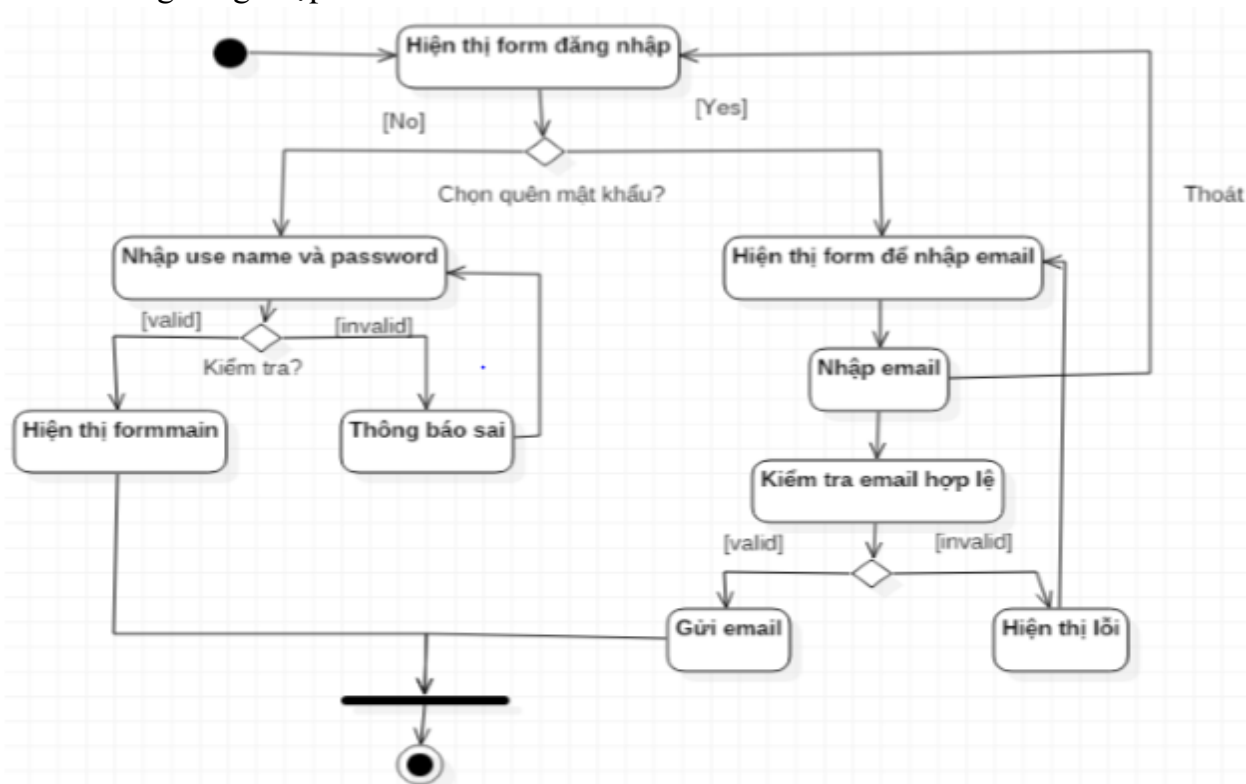 Hiện thị form đăng nhập
[No]
[Yes]
Chọn quên mật khẩu?
Thoát
Nhập use name và password
Hiện thị form để nhập email
[valid]
[invalid]
Kiểm tra?
Nhập email
Hiện thị formmain
Thông báo sai
Kiểm tra email hợp lệ
[valid]
[invalid]
Gửi email
Hiện thị lỗi